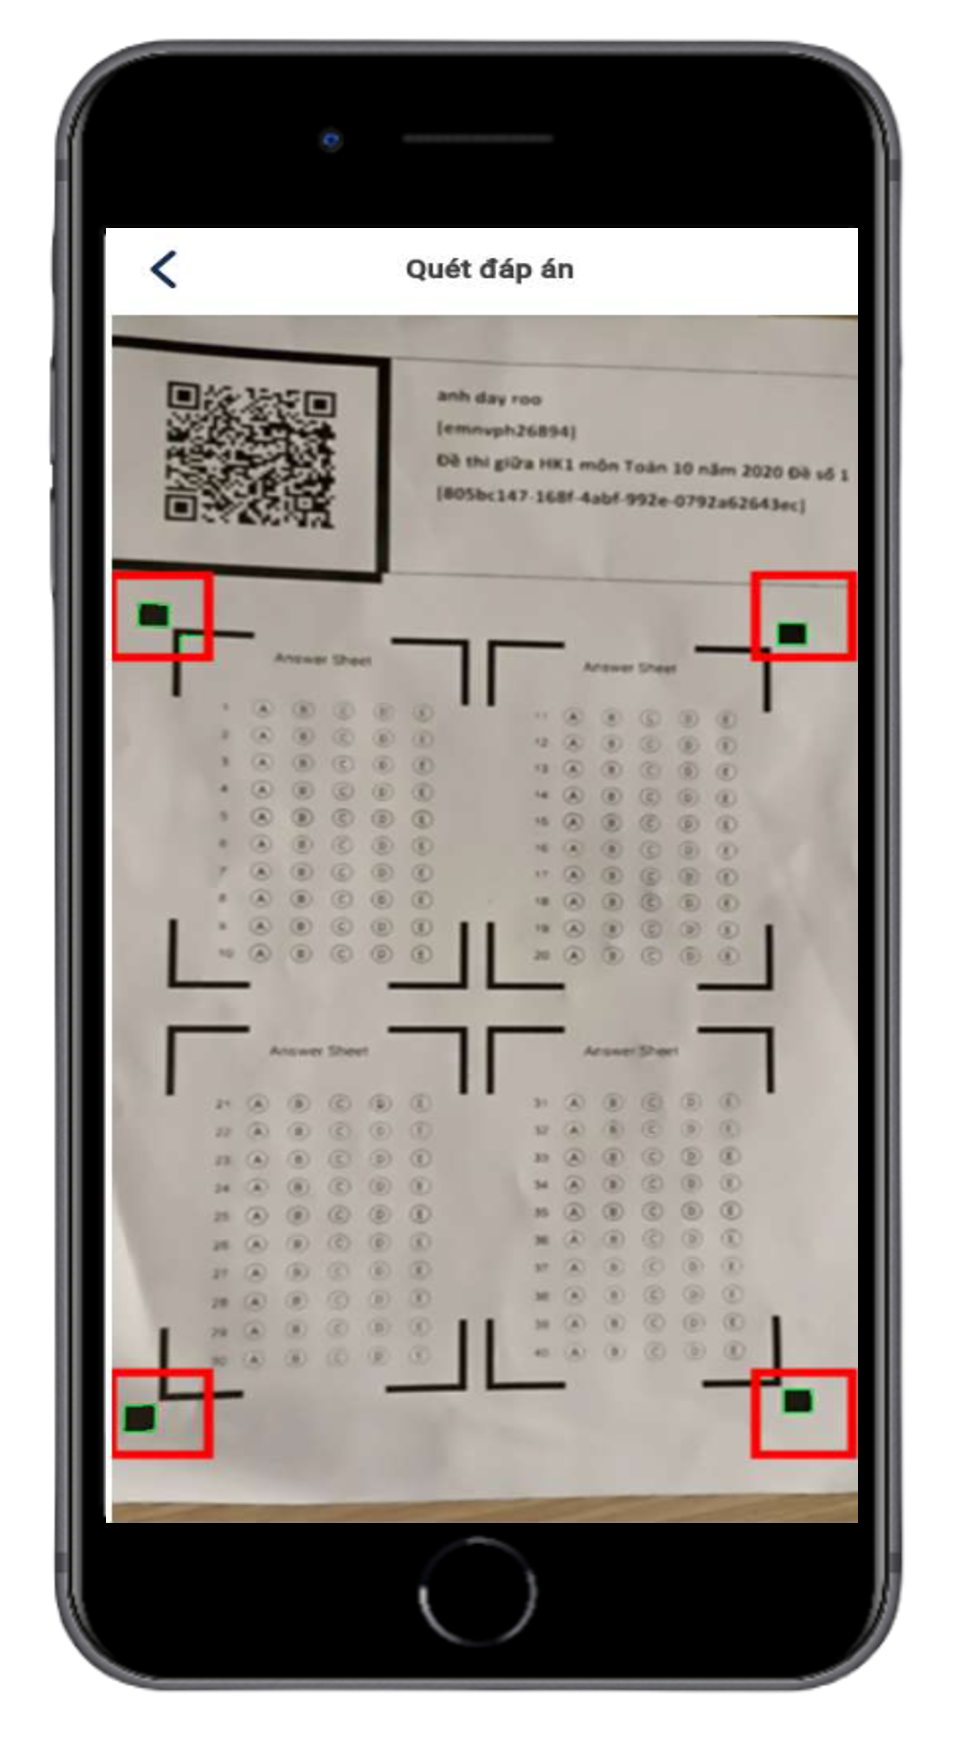 Quét đáp án
anh day roo
[emnvph26894]
Đề thi giữa HK1 môn Toán 10 năm 2020 Đề số 1
[805bc147-168f-4abf-992e-0792a62643ec]
Answer Sheet
1 A B C D E
2 A B C D E
3 A B C D E
4 A B C D E
5 A B C D E
6 A B C D E
7 A B C D E
8 A B C D E
9 A B C D E
10 A B C D E
Answer Sheet
11 A B C D E
12 A B C D E
13 A B C D E
14 A B C D E
15 A B C D E
16 A B C D E
17 A B C D E
18 A B C D E
19 A B C D E
20 A B C D E
Answer Sheet
21 A B C D E
22 A B C D E
23 A B C D E
24 A B C D E
25 A B C D E
26 A B C D E
27 A B C D E
28 A B C D E
29 A B C D E
30 A B C D E
Answer Sheet
31 A B C D E
32 A B C D E
33 A B C D E
34 A B C D E
35 A B C D E
36 A B C D E
37 A B C D E
38 A B C D E
39 A B C D E
40 A B C D E